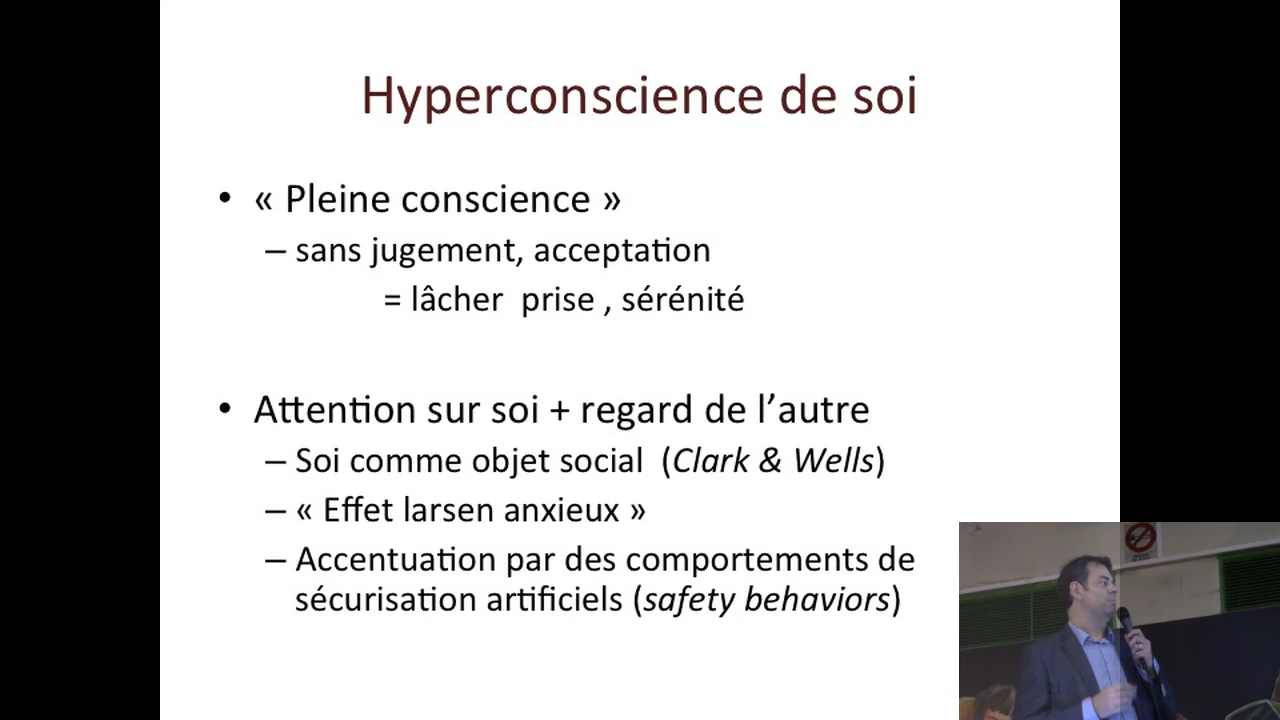 Hyperconscience de soi
• « Pleine conscience »
– sans jugement, acceptation
= lâcher prise , sérénité
• Attention sur soi + regard de l’autre
– Soi comme objet social (Clark & Wells)
– « Effet larsen anxieux »
– Accentuation par des comportements de
sécurisation artificiels (safety behaviors)